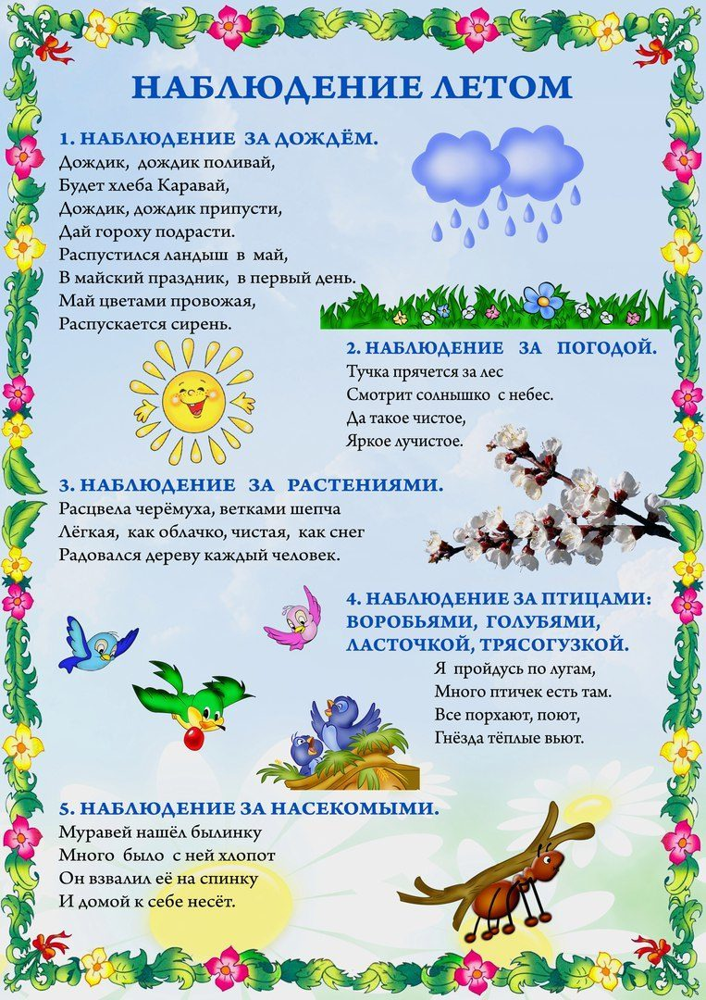 НАБЛЮДЕНИЕ ЛЕТОМ
1. НАБЛЮДЕНИЕ ЗА ДОЖДЁМ.
Дождик, дождик поливай,
Будет хлеба Каравай,
Дождик, дождик припусти,
Дай гороху подрасти.
Распустился ландыш в май,
В майский праздник, в первый день.
Май цветами провожая,
Распускается сирень.
2. НАБЛЮДЕНИЕ ЗА ПОГОДОЙ.
Тучка прячется за лес
Смотрит солнышко с небес.
Да такое чистое,
Яркое лучистое.
3. НАБЛЮДЕНИЕ ЗА РАСТЕНИЯМИ.
Расцвела черёмуха, ветками шепча
Лёгкая, как облачко, чистая, как снег
Радовался дереву каждый человек.
4. НАБЛЮДЕНИЕ ЗА ПТИЦАМИ:
ВОРОБЬЯМИ, ГОЛУБЯМИ,
ЛАСТОЧКОЙ, ТРЯСОГУЗКОЙ.
Я пройдусь по лугам,
Много птичек есть там.
Все порхают, поют,
Гнёзда тёплые вьют.
5. НАБЛЮДЕНИЕ ЗА НАСЕКОМЫМИ.
Муравей нашёл былинку
Много было с ней хлопот
Он взвалил её на спинку
И домой к себе несёт.